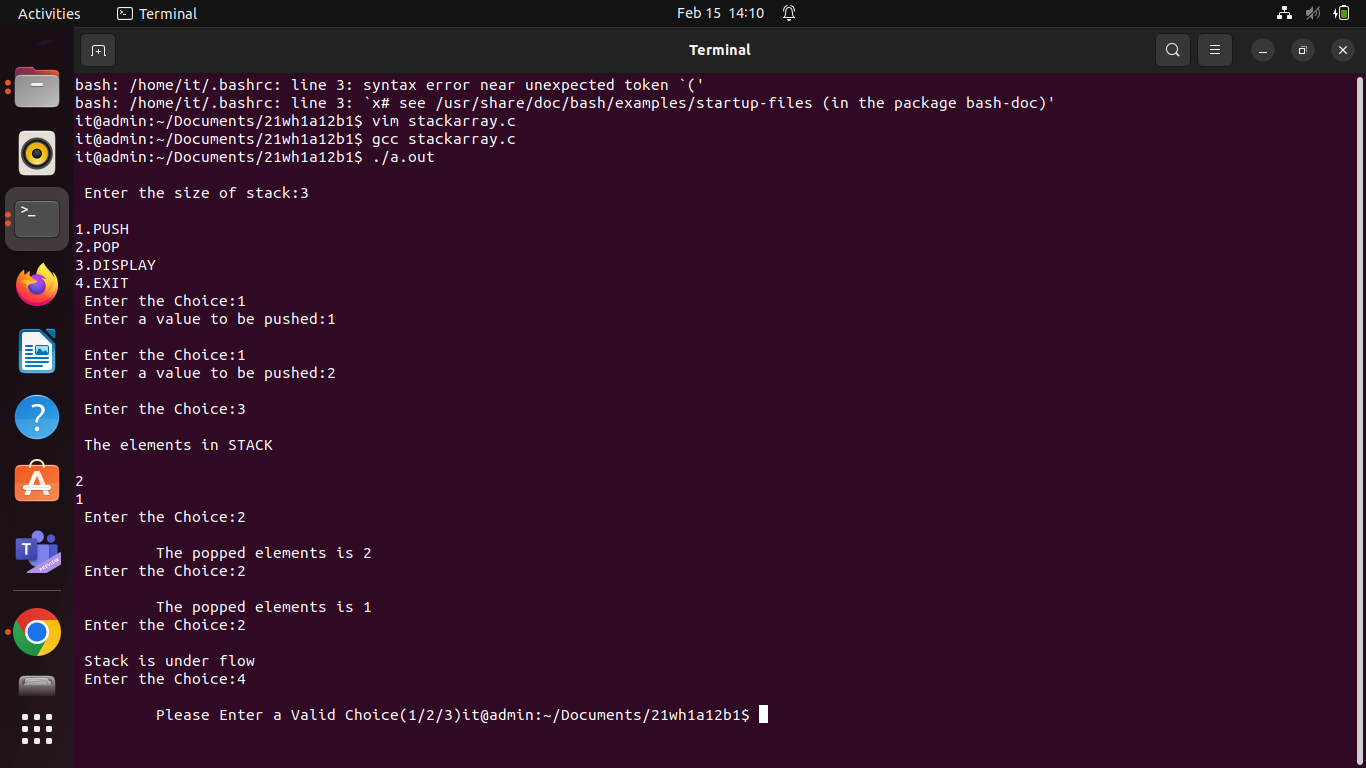 Activities Terminal Feb 15 14:10
Terminal
bash: /home/it/.bashrc: line 3: syntax error near unexpected token `('
bash: /home/it/.bashrc: line 3: `x# see /usr/share/doc/bash/examples/startup-files (in the package bash-doc)'
it@admin:~/Documents/21wh1a12b1$ vim stackarray.c
it@admin:~/Documents/21wh1a12b1$ gcc stackarray.c
it@admin:~/Documents/21wh1a12b1$ ./a.out
Enter the size of stack:3
1.PUSH
2.POP
3.DISPLAY
4.EXIT
Enter the Choice:1
Enter a value to be pushed:1
Enter the Choice:1
Enter a value to be pushed:2
Enter the Choice:3
The elements in STACK
2
1
Enter the Choice:2
The popped elements is 2
Enter the Choice:2
The popped elements is 1
Enter the Choice:2
Stack is under flow
Enter the Choice:4
Please Enter a Valid Choice(1/2/3)it@admin:~/Documents/21wh1a12b1$
>_
?
A
T
PREVIEW